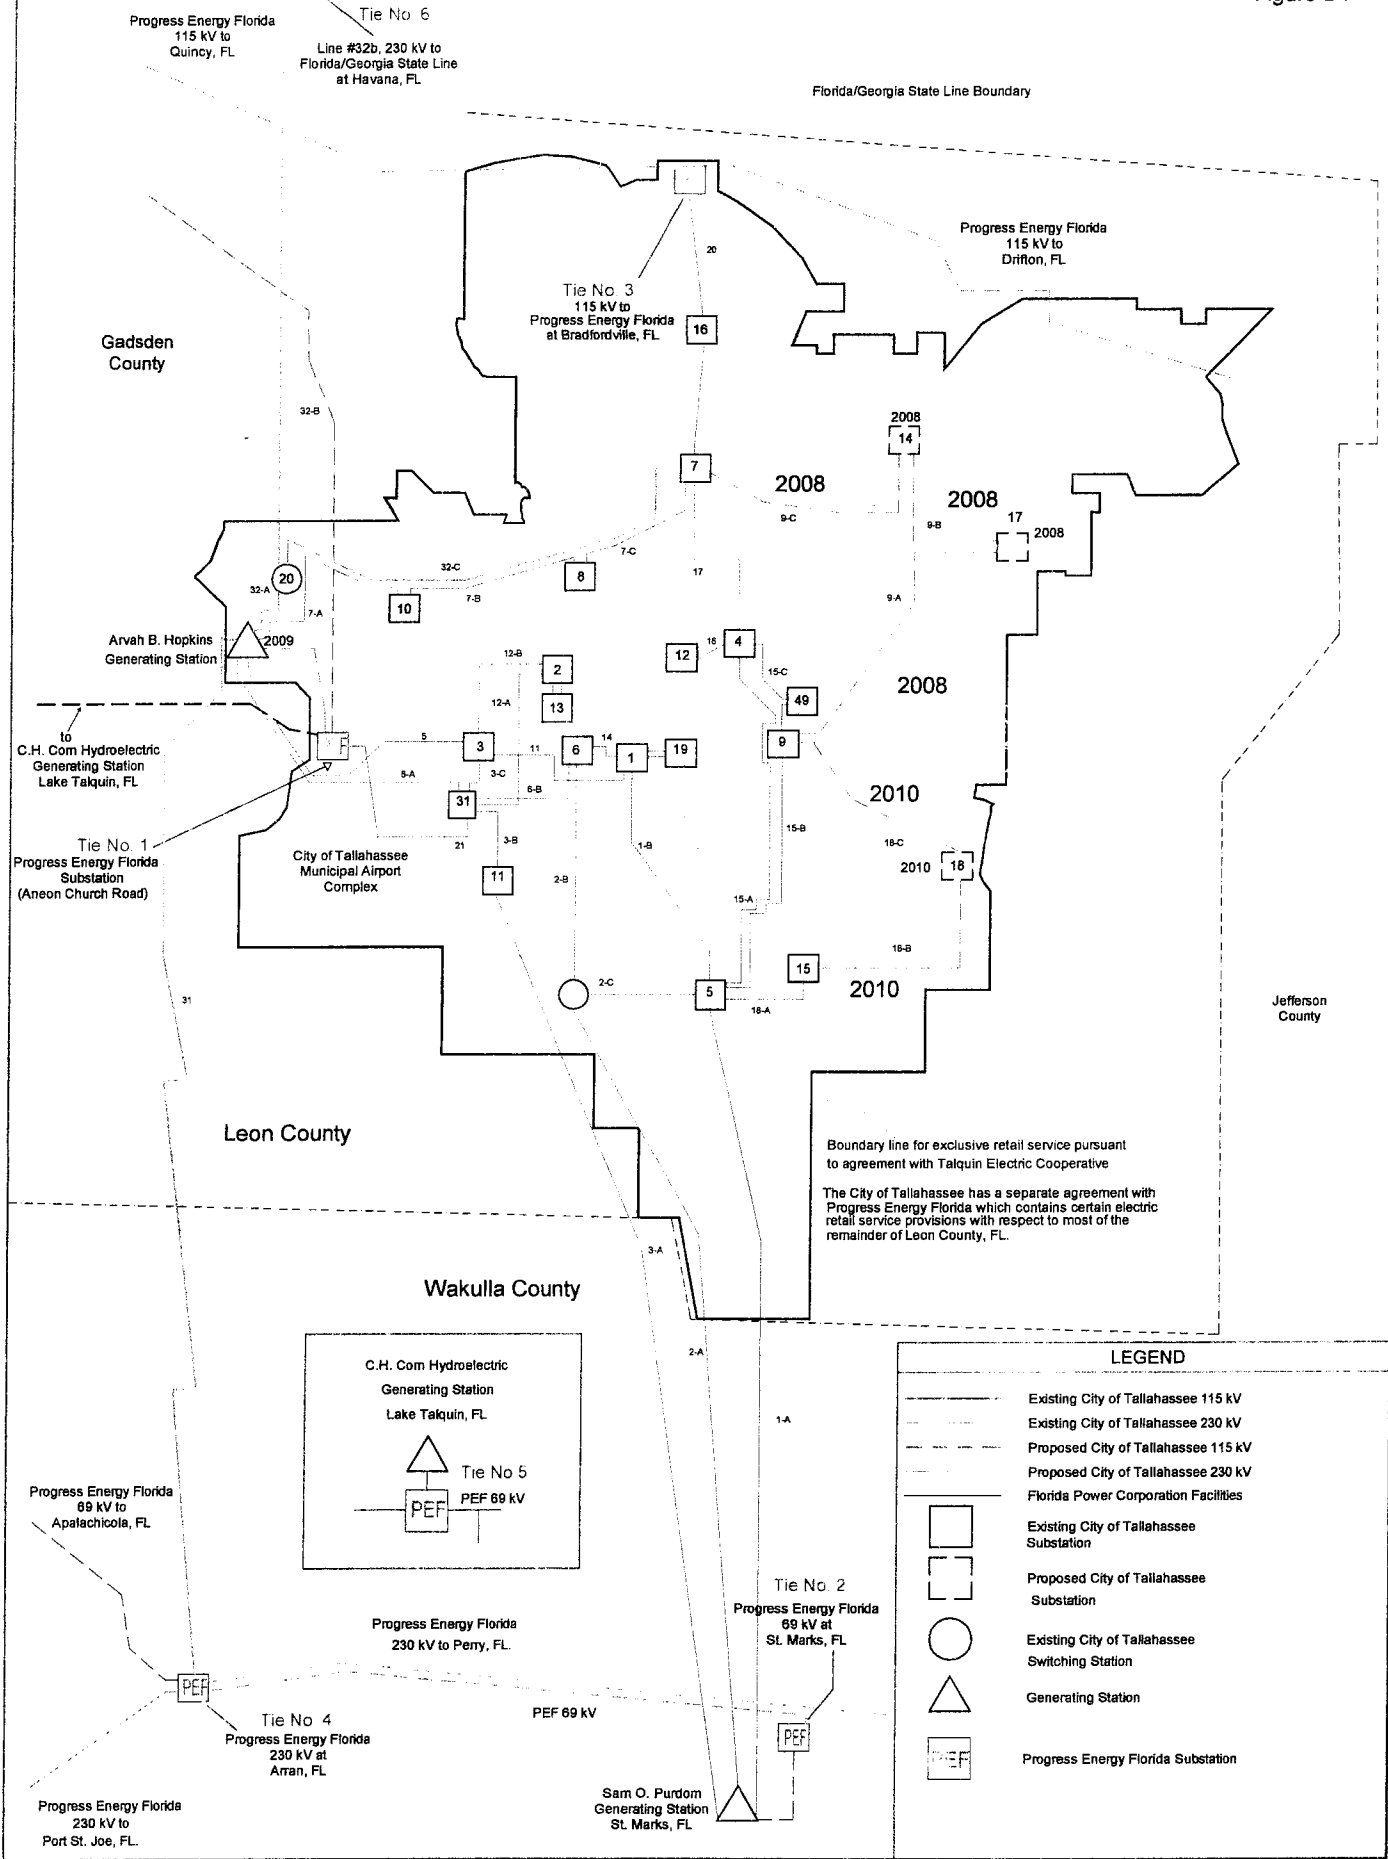 Tie No. 6
Progress Energy Florida
115 kV to
Quincy, FL
Line #32b, 230 kV to
Florida/Georgia State Line
at Havana, FL
Florida/Georgia State Line Boundary
Progress Energy Florida
115 kV to
Drifton, FL
20
Tie No. 3
115 kV to
Progress Energy Florida
at Bradfordville, FL
16
Gadsden
County
32-B
2008
14
7
2008
2008
17
2008
9-C
9-B
7-C
32-C
17
20
8
32-A
7-B
9-A
10
7-A
Arvah B. Hopkins
Generating Station
2009
16
4
12
12-B
2
15-C
2008
12-A
49
13
to
C.H. Corn Hydroelectric
Generating Station
Lake Talquin, FL
5
3
11
6
14
1
19
9
3-C
6-B
2010
31
15-B
Tie No. 1
Progress Energy Florida
Substation
(Aneon Church Road)
City of Tallahassee
Municipal Airport
Complex
21
3-B
1-B
18-C
2010
18
11
2-B
15-A
18-B
15
2010
2-C
5
18-A
31
Jefferson
County
Leon County
Boundary line for exclusive retail service pursuant
to agreement with Talquin Electric Cooperative
The City of Tallahassee has a separate agreement with
Progress Energy Florida which contains certain electric
retail service provisions with respect to most of the
remainder of Leon County, FL.
3-A
Wakulla County
2-A
1-A
C.H. Corn Hydroelectric
Generating Station
Lake Talquin, FL
Tie No 5
PEF 69 kV
PEF
LEGEND
Existing City of Tallahassee 115 kV
Existing City of Tallahassee 230 kV
Proposed City of Tallahassee 115 kV
Proposed City of Tallahassee 230 kV
Florida Power Corporation Facilities
Existing City of Tallahassee
Substation
Proposed City of Tallahassee
Substation
Existing City of Tallahassee
Switching Station
Generating Station
PEF
Progress Energy Florida Substation
Progress Energy Florida
69 kV to
Apalachicola, FL
Tie No. 2
Progress Energy Florida
69 kV at
St. Marks, FL
Progress Energy Florida
230 kV to Perry, FL.
PEF
PEF 69 kV
PEF
Tie No. 4
Progress Energy Florida
230 kV at
Arran, FL
Sam O. Purdom
Generating Station
St. Marks, FL
Progress Energy Florida
230 kV to
Port St. Joe, FL.